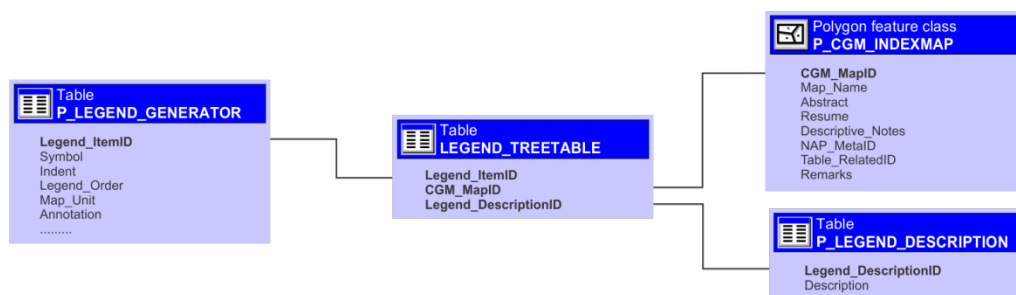 Table
P_LEGEND_GENERATOR
Legend_ItemID
Symbol
Indent
Legend_Order
Map_Unit
Annotation
.........
Table
LEGEND_TREETABLE
Legend_ItemID
CGM_MapID
Legend_DescriptionID
Polygon feature class
P_CGM_INDEXMAP
CGM_MapID
Map_Name
Abstract
Resume
Descriptive_Notes
NAP_MetaID
Table_RelatedID
Remarks
Table
P_LEGEND_DESCRIPTION
Legend_DescriptionID
Description